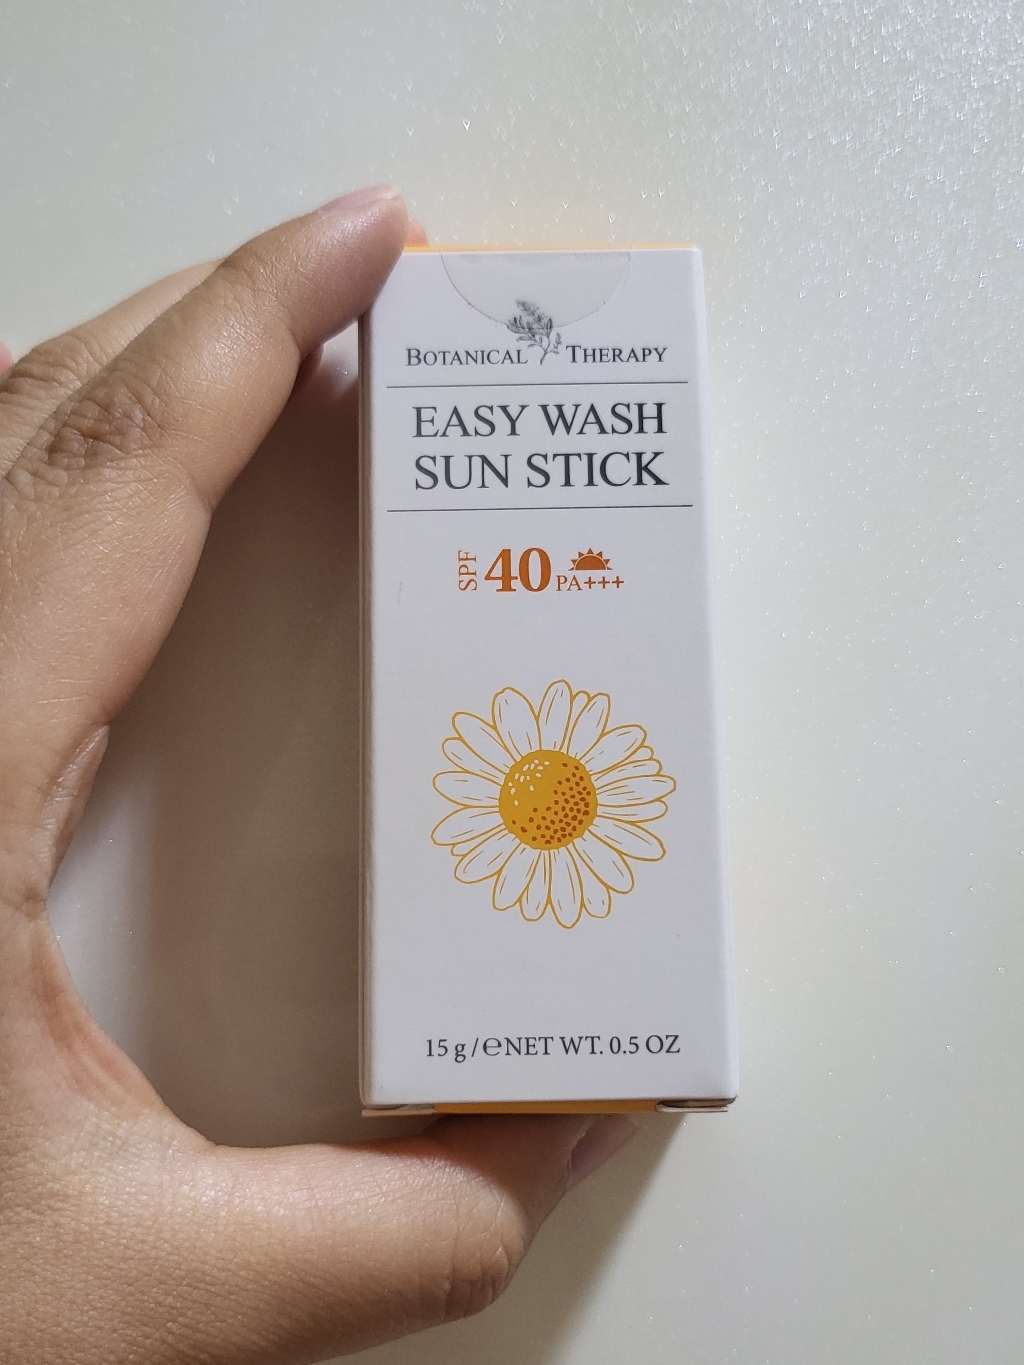 BOTANICAL THERAPY
EASY WASH
SUN STICK
SPF 40 PA+++
15 g / ℮ NET WT. 0.5 OZ